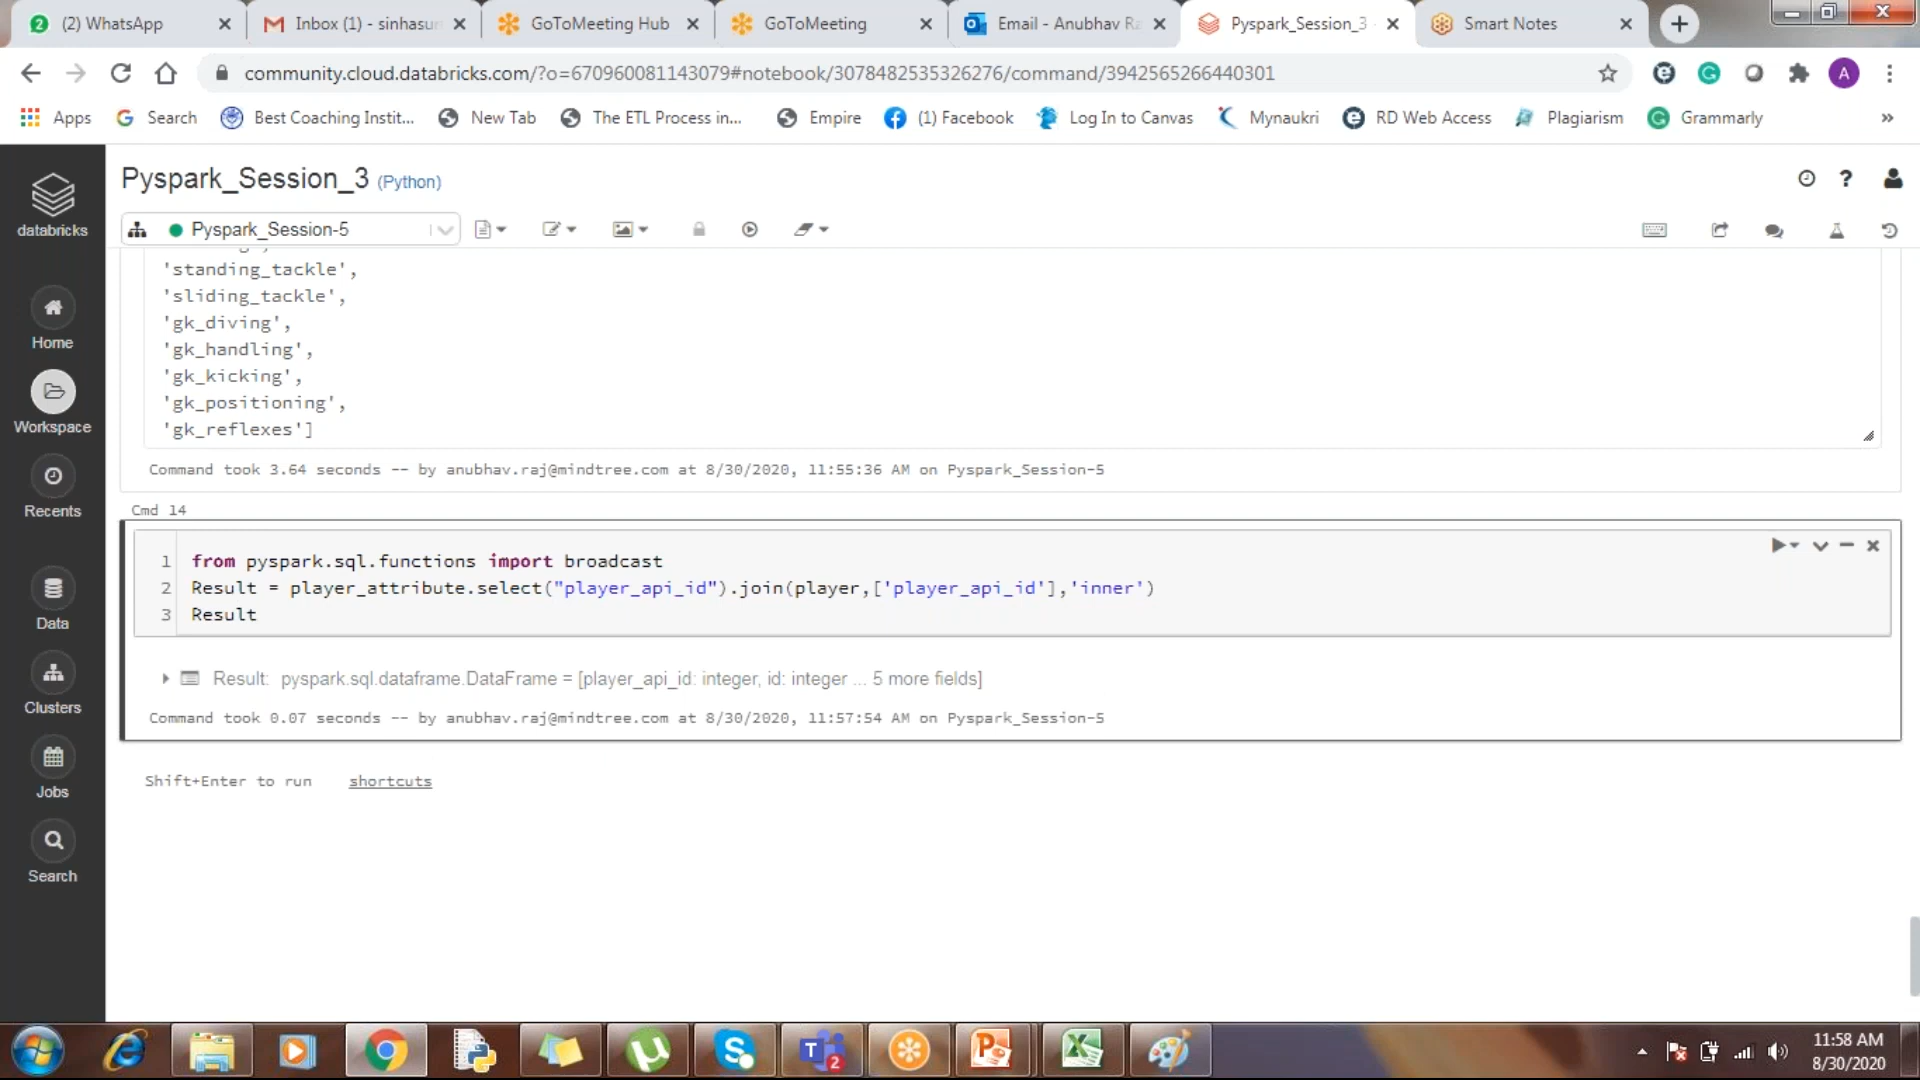 (2) WhatsApp
Inbox (1) - sinhasun
GoToMeeting Hub
GoToMeeting
Email - Anubhav Ra
Pyspark_Session_3
Smart Notes
community.cloud.databricks.com/?o=670960081143079#notebook/3078482535326276/command/3942565266440301
A
Apps
Search
Best Coaching Instit...
New Tab
The ETL Process in...
Empire
(1) Facebook
Log In to Canvas
Mynaukri
RD Web Access
Plagiarism
Grammarly
»
databricks
Home
Workspace
Recents
Data
Clusters
Jobs
Search
Pyspark_Session_3 (Python)
Pyspark_Session-5
'standing_tackle',
'sliding_tackle',
'gk_diving',
'gk_handling',
'gk_kicking',
'gk_positioning',
'gk_reflexes']
Command took 3.64 seconds -- by anubhav.raj@mindtree.com at 8/30/2020, 11:55:36 AM on Pyspark_Session-5
Cmd 14
1 from pyspark.sql.functions import broadcast
2 Result = player_attribute.select("player_api_id").join(player,['player_api_id'],'inner')
3 Result
Result: pyspark.sql.dataframe.DataFrame = [player_api_id: integer, id: integer ... 5 more fields]
Command took 0.07 seconds -- by anubhav.raj@mindtree.com at 8/30/2020, 11:57:54 AM on Pyspark_Session-5
Shift+Enter to run shortcuts
11:58 AM
8/30/2020